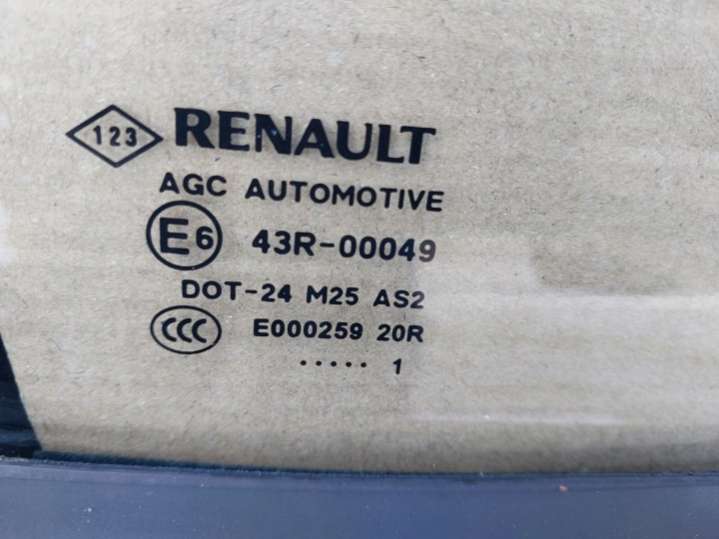 123 RENAULT
AGC AUTOMOTIVE
E6 43R-00049
DOT-24 M25 AS2
CCC E000259 20R
..... 1